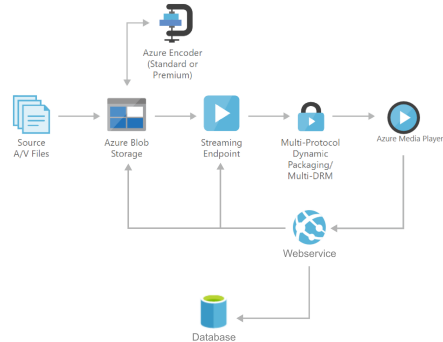 Azure Encoder
(Standard or
Premium)
Source
A/V Files
Azure Blob
Storage
Streaming
Endpoint
Multi-Protocol
Dynamic
Packaging/
Multi-DRM
Azure Media Player
Webservice
Database